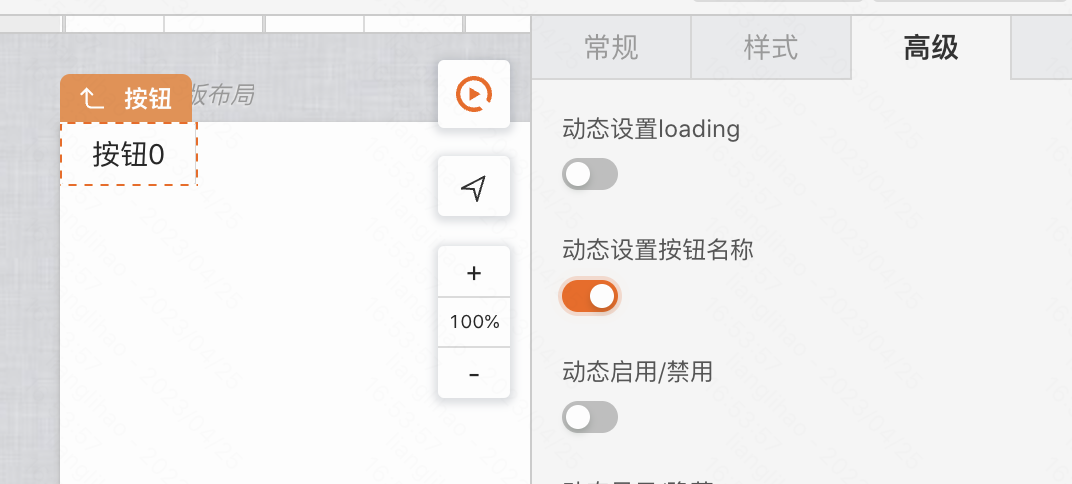 常规 样式 高级
版布局
按钮
按钮0
+
100%
-
动态设置loading
动态设置按钮名称
动态启用/禁用